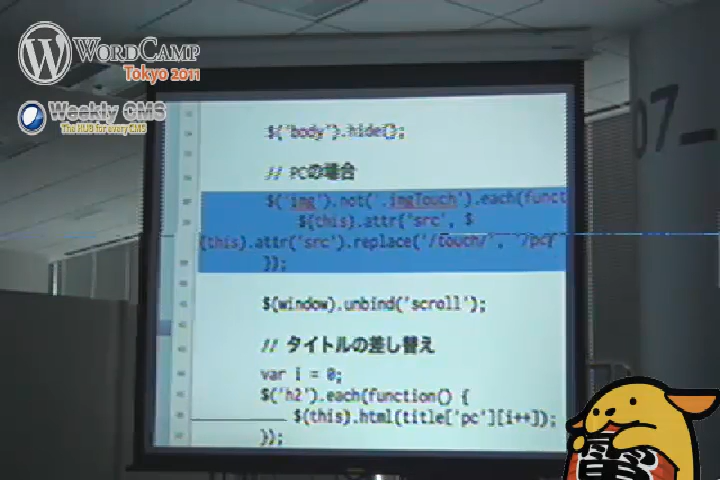 WORDCAMP
Tokyo 2011
Weekly CMS
The HUB for every CMS
07
$('body').hide();
// PCの場合
$('img').not('.imgTouch').each(funct
$(this).attr('src', $
(this).attr('src').replace('/touch/', '/pc/
});
$(window).unbind('scroll');
// タイトルの差し替え
var i = 0;
$('h2').each(function() {
$(this).html(title['pc'][i++]);
});